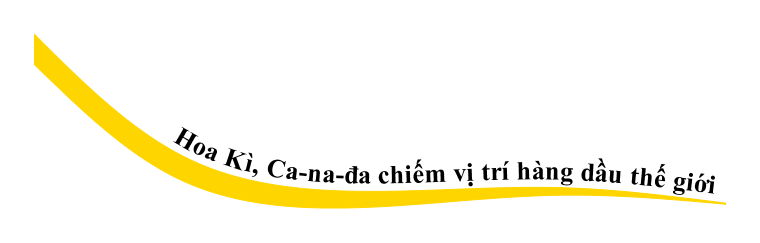 Hoa Kì, Ca-na-đa chiếm vị trí hàng dầu thế giới